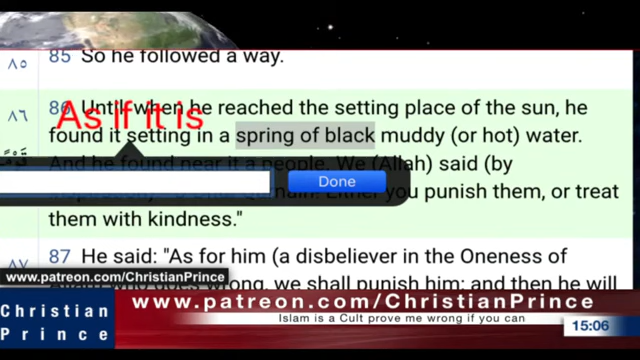 ٨٥ 85 So he followed a way.
٨٦ 86 Until when he reached the setting place of the sun, he
As if it is
found it setting in a spring of black muddy (or hot) water.
And he found near it a people. We (Allah) said (by
Done
Either you punish them, or treat
them with kindness."
٨٧ 87 He said: "As for him (a disbeliever in the Oneness of
www.patreon.com/ChristianPrince
wrong, we shall punish him; and then he will
www.patreon.com/ChristianPrince
Christian
Prince
Islam is a Cult prove me wrong if you can
15:06